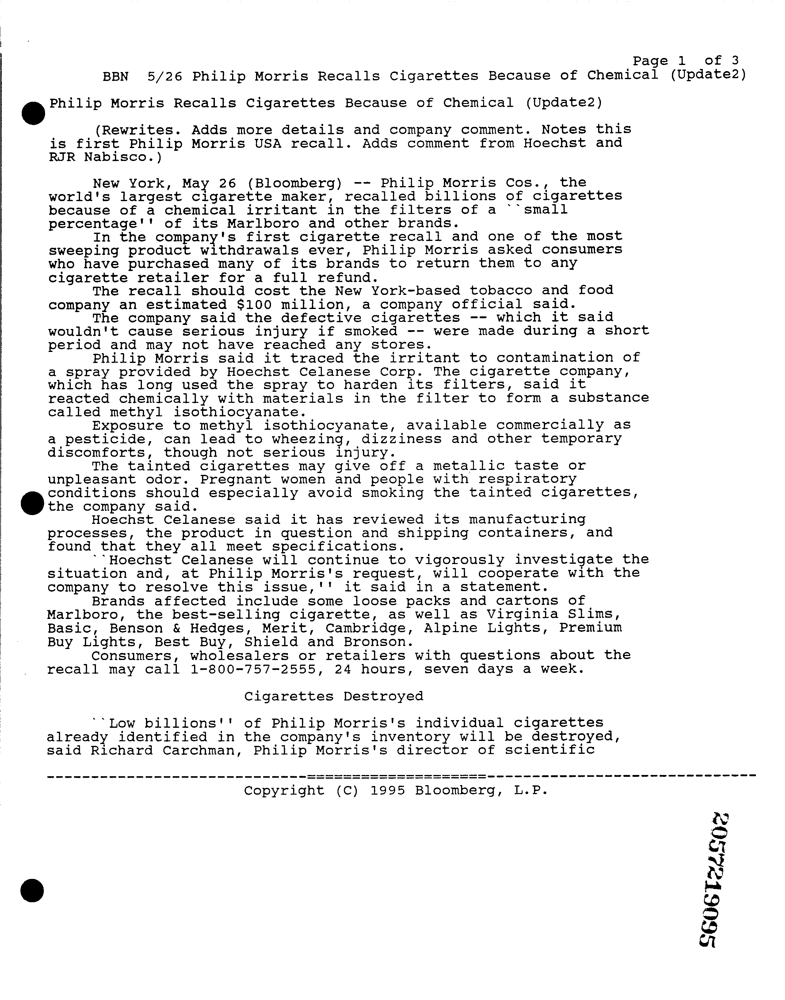 Page 1 of 3
BBN 5/26 Philip Morris Recalls Cigarettes Because of Chemical (Update2)
Philip Morris Recalls Cigarettes Because of Chemical (Update2)
(Rewrites. Adds more details and company comment. Notes this
is first Philip Morris USA recall. Adds comment from Hoechst and
RJR Nabisco.)
New York, May 26 (Bloomberg) -- Philip Morris Cos., the
world's largest cigarette maker, recalled billions of cigarettes
because of a chemical irritant in the filters of a ``small
percentage'' of its Marlboro and other brands.
In the company's first cigarette recall and one of the most
sweeping product withdrawals ever, Philip Morris asked consumers
who have purchased many of its brands to return them to any
cigarette retailer for a full refund.
The recall should cost the New York-based tobacco and food
company an estimated $100 million, a company official said.
The company said the defective cigarettes -- which it said
wouldn't cause serious injury if smoked -- were made during a short
period and may not have reached any stores.
Philip Morris said it traced the irritant to contamination of
a spray provided by Hoechst Celanese Corp. The cigarette company,
which has long used the spray to harden its filters, said it
reacted chemically with materials in the filter to form a substance
called methyl isothiocyanate.
Exposure to methyl isothiocyanate, available commercially as
a pesticide, can lead to wheezing, dizziness and other temporary
discomforts, though not serious injury.
The tainted cigarettes may give off a metallic taste or
unpleasant odor. Pregnant women and people with respiratory
conditions should especially avoid smoking the tainted cigarettes,
the company said.
Hoechst Celanese said it has reviewed its manufacturing
processes, the product in question and shipping containers, and
found that they all meet specifications.
``Hoechst Celanese will continue to vigorously investigate the
situation and, at Philip Morris's request, will cooperate with the
company to resolve this issue,'' it said in a statement.
Brands affected include some loose packs and cartons of
Marlboro, the best-selling cigarette, as well as Virginia Slims,
Basic, Benson & Hedges, Merit, Cambridge, Alpine Lights, Premium
Buy Lights, Best Buy, Shield and Bronson.
Consumers, wholesalers or retailers with questions about the
recall may call 1-800-757-2555, 24 hours, seven days a week.
Cigarettes Destroyed
``Low billions'' of Philip Morris's individual cigarettes
already identified in the company's inventory will be destroyed,
said Richard Carchman, Philip Morris's director of scientific
Copyright (C) 1995 Bloomberg, L.P.
2057219095